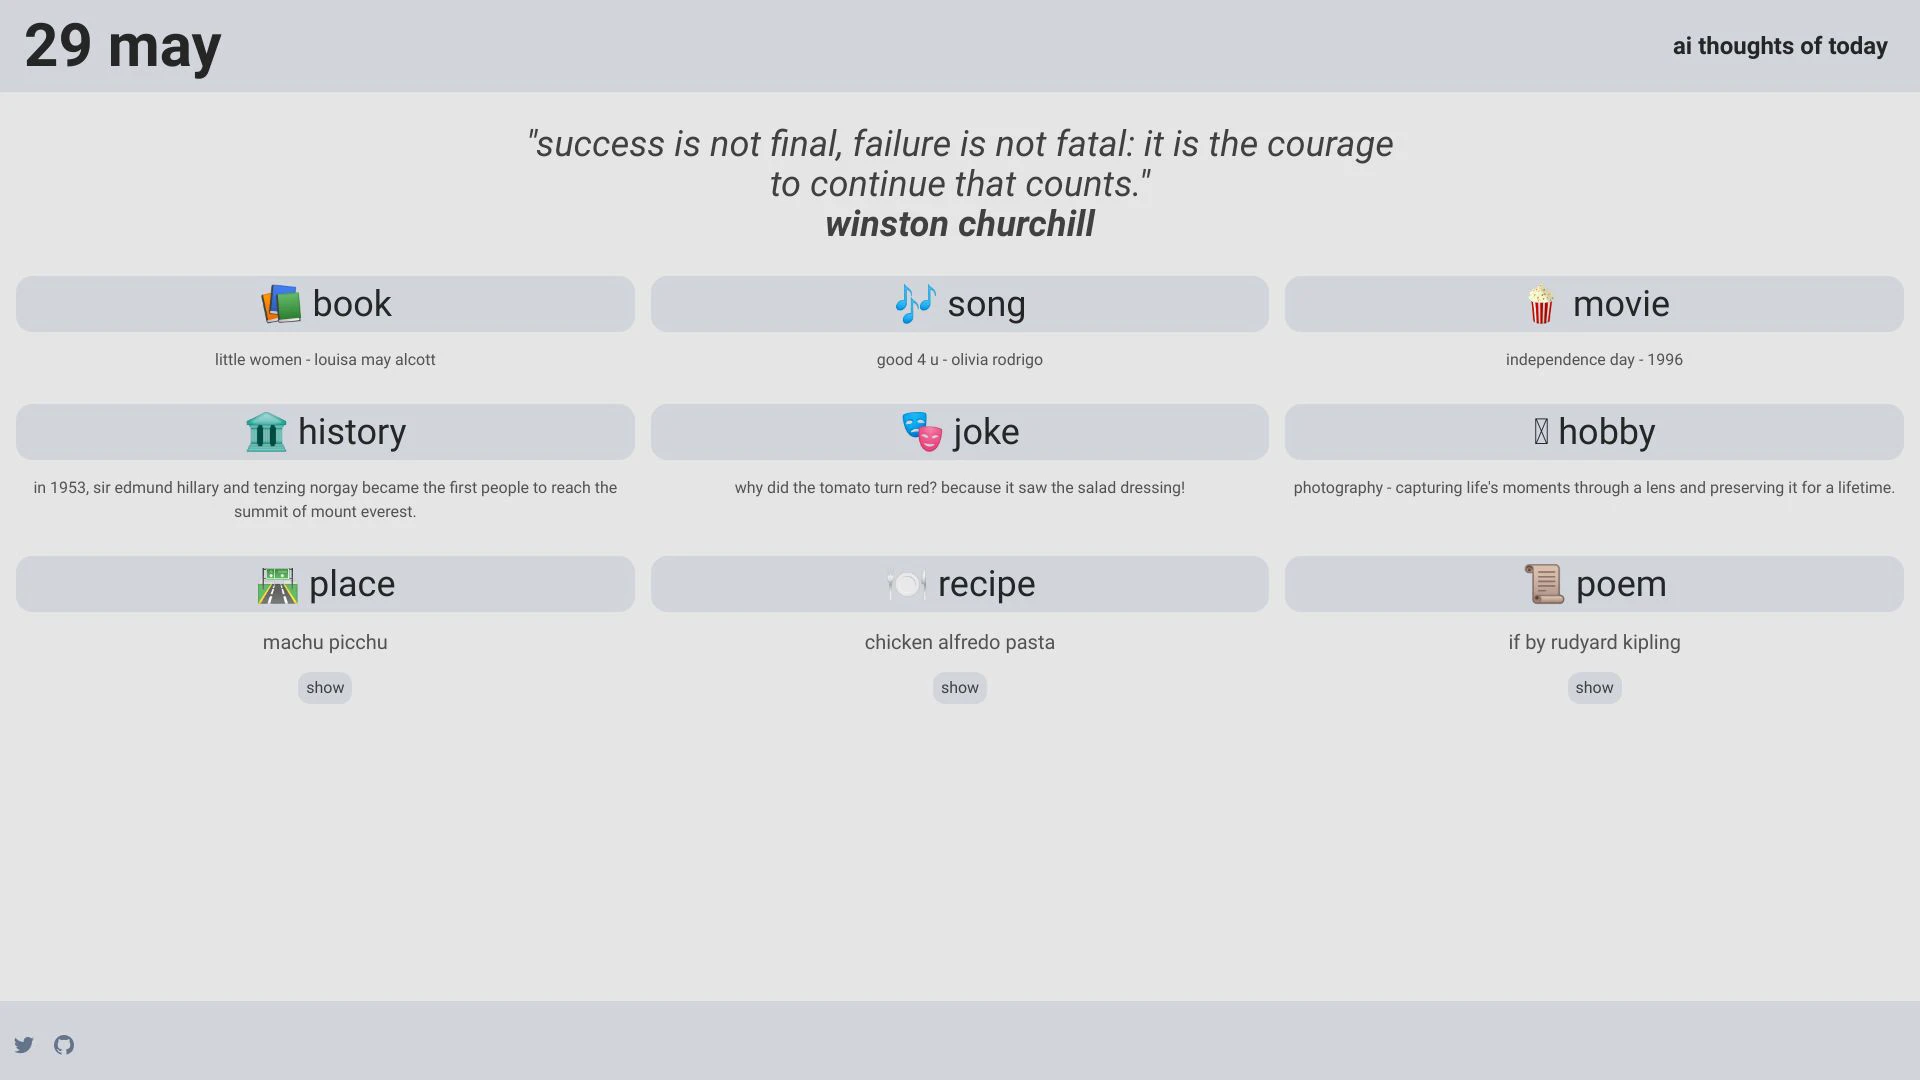 29 may
ai thoughts of today
"success is not final, failure is not fatal: it is the courage
to continue that counts."
winston churchill
book
song
movie
little women - louisa may alcott
good 4 u - olivia rodrigo
independence day - 1996
history
joke
hobby
in 1953, sir edmund hillary and tenzing norgay became the first people to reach the
summit of mount everest.
why did the tomato turn red? because it saw the salad dressing!
photography - capturing life's moments through a lens and preserving it for a lifetime.
place
recipe
poem
machu picchu
chicken alfredo pasta
if by rudyard kipling
show
show
show